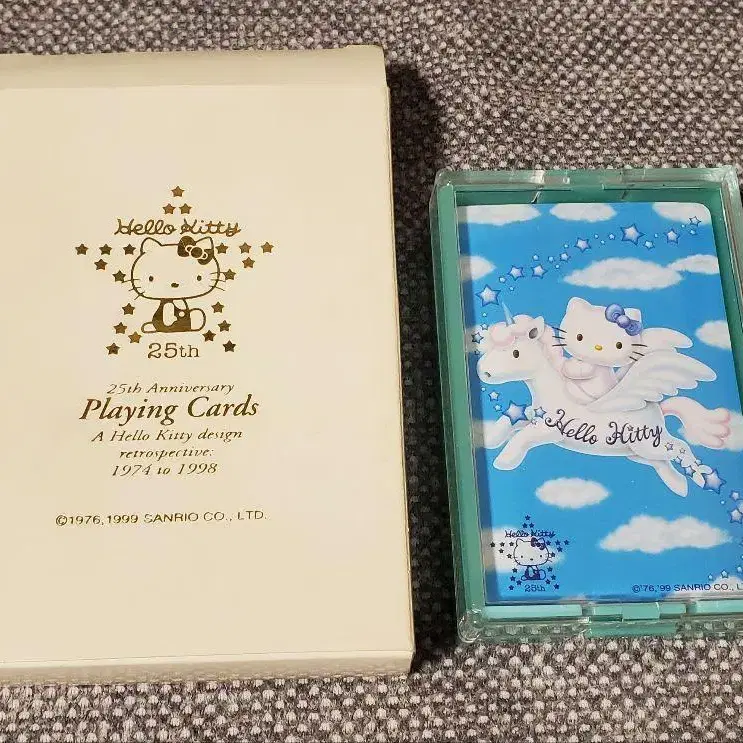 Hello Kitty
25th
25th Anniversary
Playing Cards
A Hello Kitty design
retrospective:
1974 to 1998
©1976,1999 SANRIO CO., LTD.
Hello Kitty
Hello Kitty
25th
©'76,'99 SANRIO CO., L